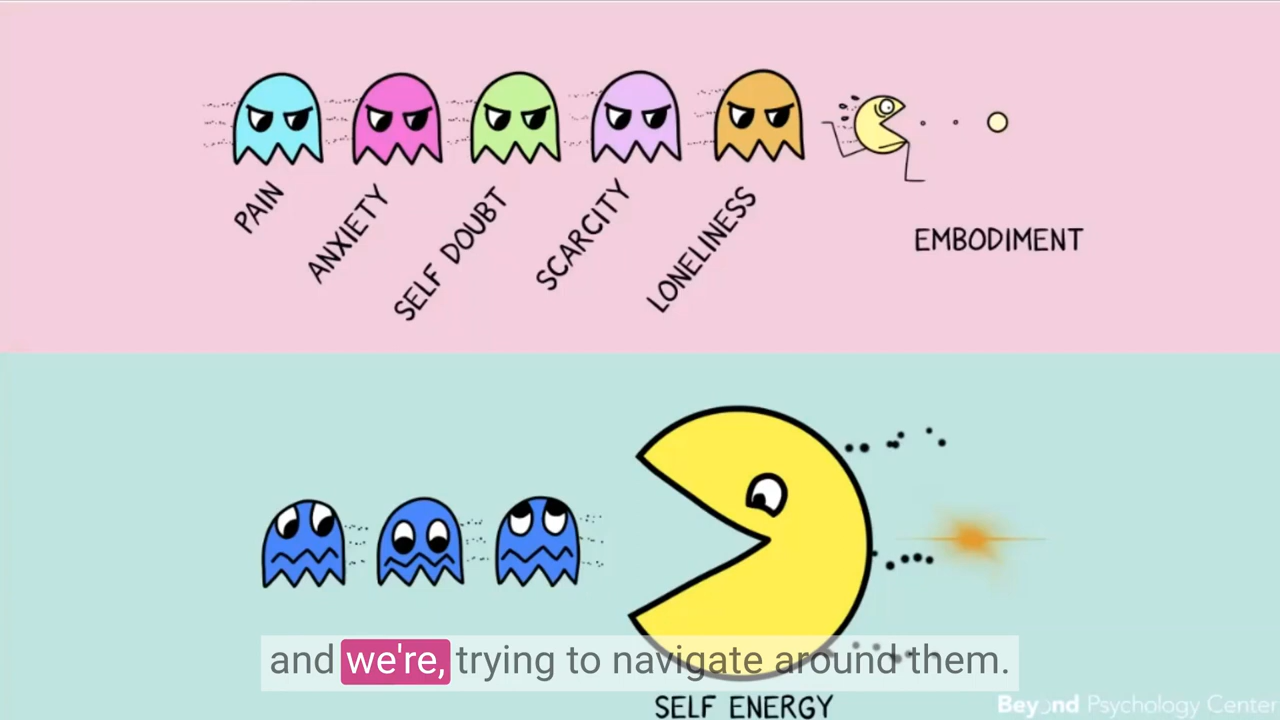 PAIN
ANXIETY
SELF DOUBT
SCARCITY
LONELINESS
EMBODIMENT
and we're, trying to navigate around them.
SELF ENERGY
Beyond Psychology Center